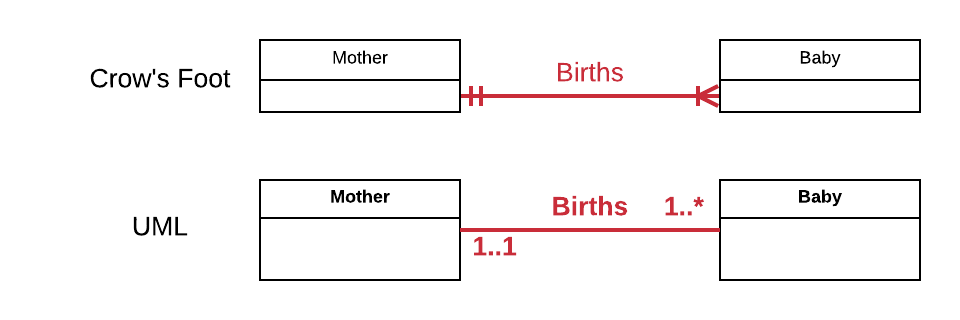 Crow's Foot
Mother
Births
Baby
UML
Mother
Births
1..*
Baby
1..1